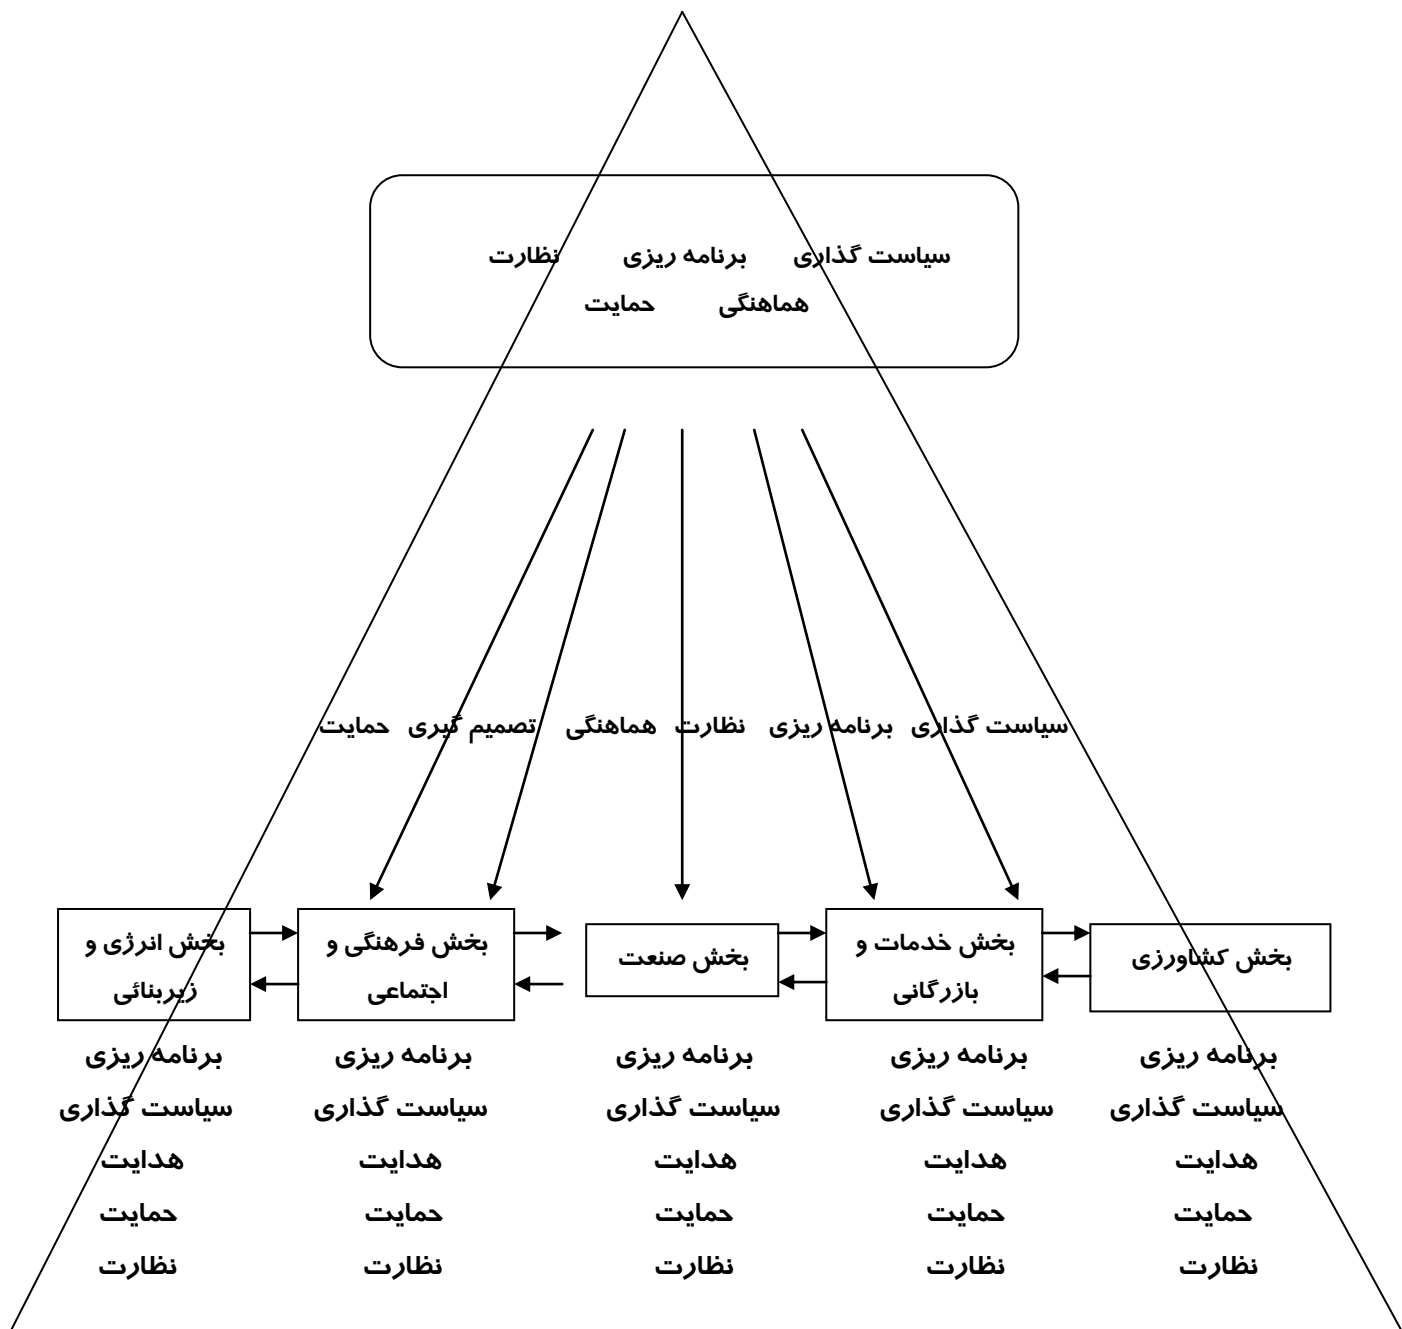 سیاست گذاری برنامه ریزی نظارت
هماهنگی حمایت
سیاست گذاری برنامه ریزی نظارت هماهنگی تصمیم گیری حمایت
بخش کشاورزی
بخش خدمات و
بازرگانی
بخش صنعت
بخش فرهنگی و
اجتماعی
بخش انرژی و
زیربنائی
برنامه ریزی
سیاست گذاری
هدایت
حمایت
نظارت
برنامه ریزی
سیاست گذاری
هدایت
حمایت
نظارت
برنامه ریزی
سیاست گذاری
هدایت
حمایت
نظارت
برنامه ریزی
سیاست گذاری
هدایت
حمایت
نظارت
برنامه ریزی
سیاست گذاری
هدایت
حمایت
نظارت